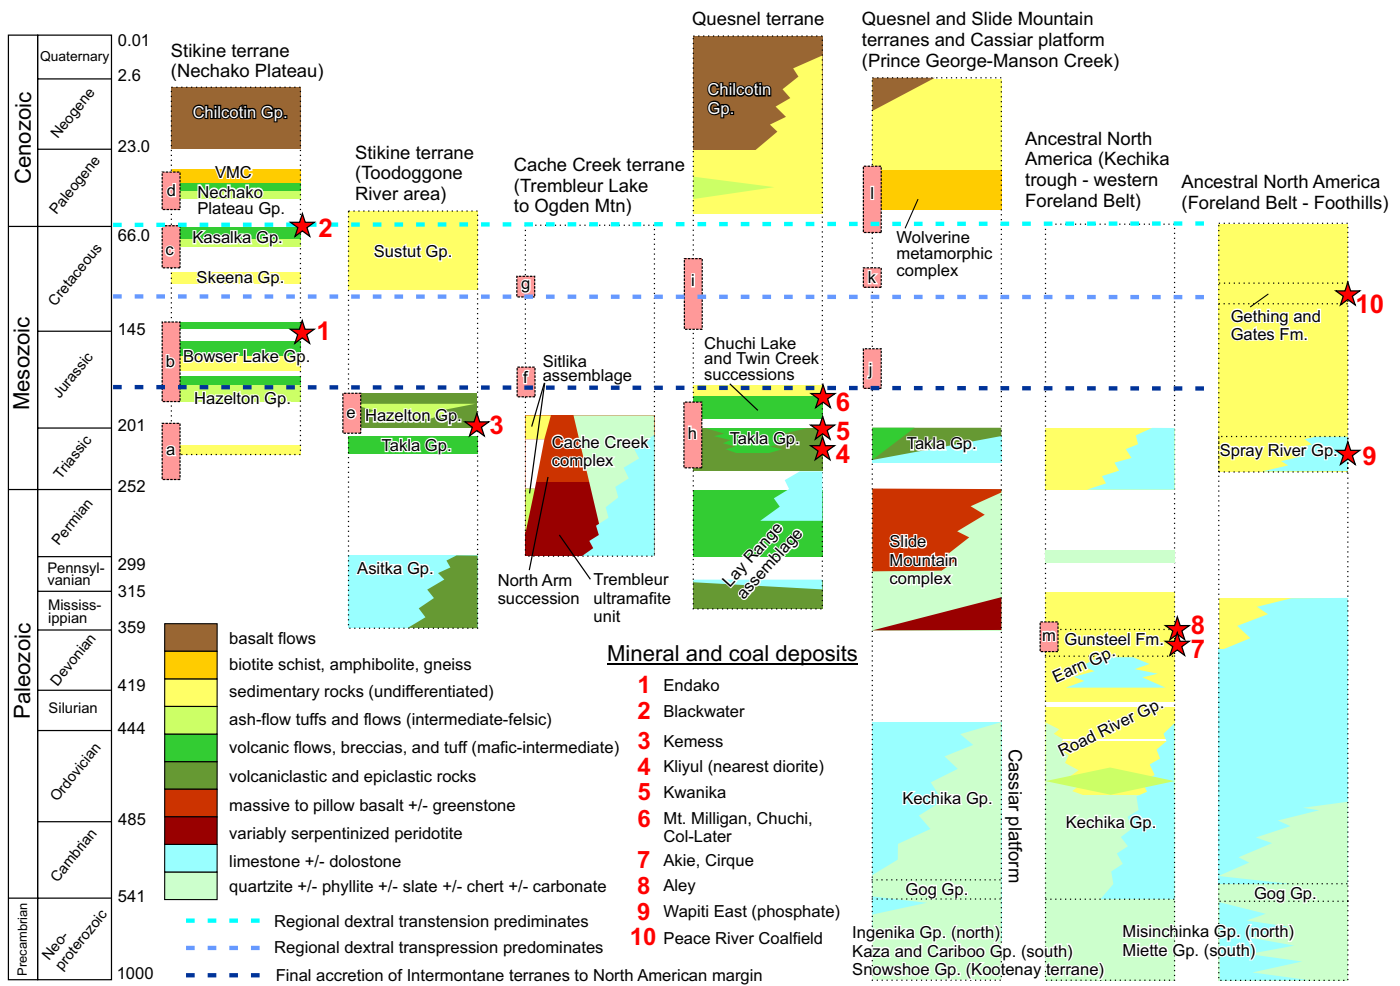 Cenozoic
Mesozoic
Paleozoic
Precambrian
Quaternary
Neogene
Paleogene
Cretaceous
Jurassic
Triassic
Permian
Pennsyl-
vanian
Mississ-
ippian
Devonian
Silurian
Ordovician
Cambrian
Neo-
proterozoic
0.01
2.6
23.0
66.0
145
201
252
299
315
359
419
444
485
541
1000
Stikine terrane
(Nechako Plateau)
Chilcotin Gp.
VMC
Nechako
Plateau Gp.
Kasalka Gp.
Skeena Gp.
Bowser Lake Gp.
Hazelton Gp.
d
c
b
a
2
1
Stikine terrane
(Toodoggone
River area)
Sustut Gp.
Hazelton Gp.
Takla Gp.
Asitka Gp.
e
3
Cache Creek terrane
(Trembleur Lake
to Ogden Mtn)
g
f
Sitlika
assemblage
Cache Creek
complex
North Arm
succession
Trembleur
ultramafite
unit
Quesnel terrane
Chilcotin
Gp.
i
h
Chuchi Lake
and Twin Creek
successions
Takla Gp.
Lay Range
assemblage
6
5
4
Quesnel and Slide Mountain
terranes and Cassiar platform
(Prince George-Manson Creek)
l
k
j
Wolverine
metamorphic
complex
Takla Gp.
Slide
Mountain
complex
Kechika Gp.
Gog Gp.
Cassiar platform
Ingenika Gp. (north)
Kaza and Cariboo Gp. (south)
Snowshoe Gp. (Kootenay terrane)
Ancestral North
America (Kechika
trough - western
Foreland Belt)
m
Gunsteel Fm.
Earn Gp.
Road River Gp.
Kechika Gp.
8
7
Misinchinka Gp. (north)
Miette Gp. (south)
Ancestral North America
(Foreland Belt - Foothills)
Gething and
Gates Fm.
Spray River Gp.
Gog Gp.
10
9
basalt flows
biotite schist, amphibolite, gneiss
sedimentary rocks (undifferentiated)
ash-flow tuffs and flows (intermediate-felsic)
volcanic flows, breccias, and tuff (mafic-intermediate)
volcaniclastic and epiclastic rocks
massive to pillow basalt +/- greenstone
variably serpentinized peridotite
limestone +/- dolostone
quartzite +/- phyllite +/- slate +/- chert +/- carbonate
Regional dextral transtension prediminates
Regional dextral transpression predominates
Final accretion of Intermontane terranes to North American margin
Mineral and coal deposits
1 Endako
2 Blackwater
3 Kemess
4 Kliyul (nearest diorite)
5 Kwanika
6 Mt. Milligan, Chuchi,
Col-Later
7 Akie, Cirque
8 Aley
9 Wapiti East (phosphate)
10 Peace River Coalfield